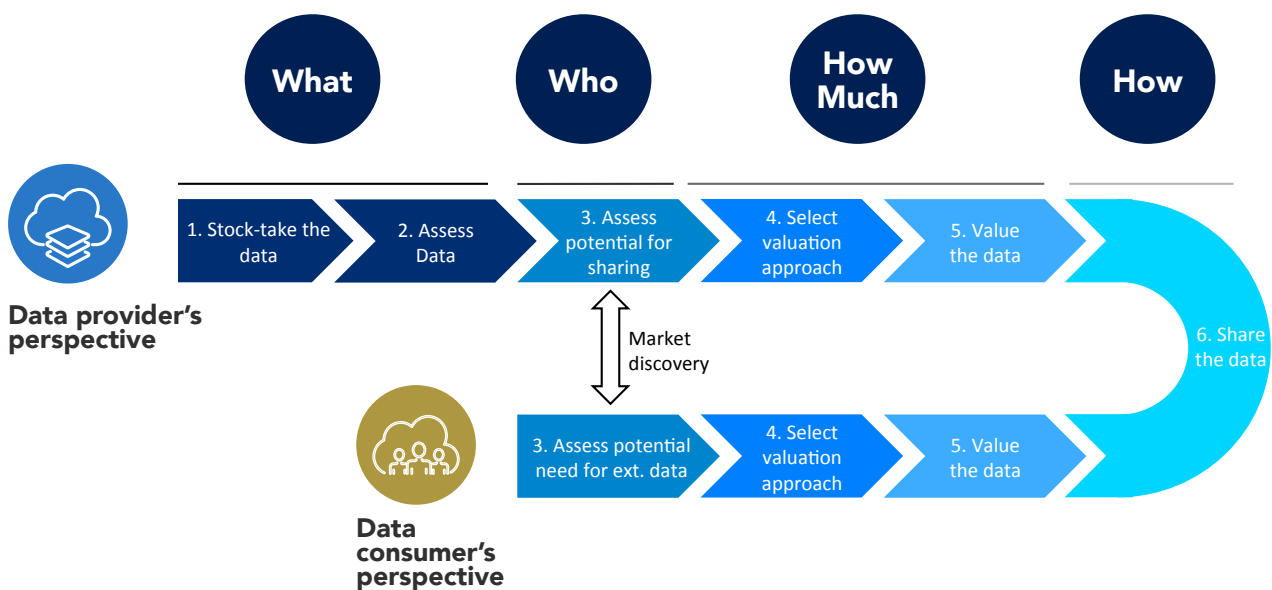 What
Who
How
Much
How
1. Stock-take the
data
2. Assess
Data
3. Assess
potential for
sharing
4. Select
valuation
approach
5. Value
the data
Data provider's
perspective
Market
discovery
6. Share
the data
3. Assess potential
need for ext. data
4. Select
valuation
approach
5. Value
the data
Data
consumer's
perspective